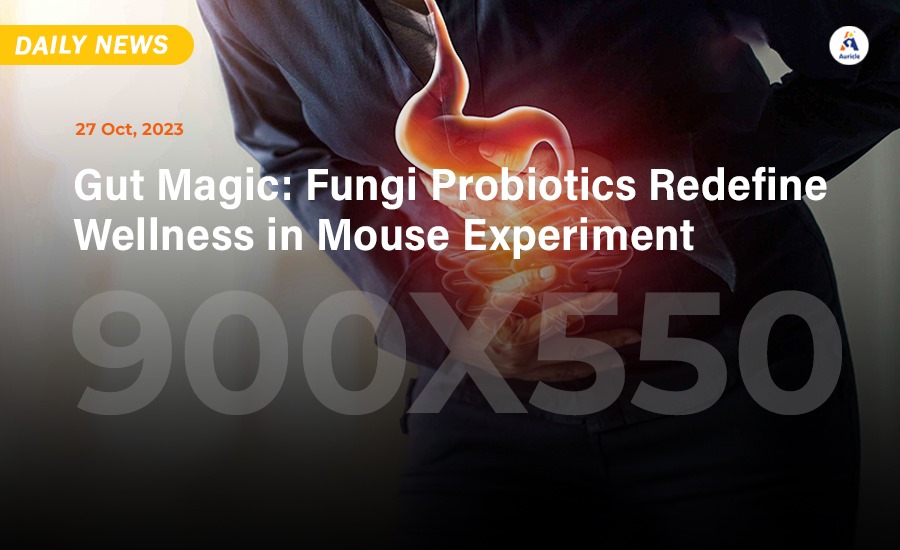 DAILY NEWS
Auricle
27 Oct, 2023
Gut Magic: Fungi Probiotics Redefine
Wellness in Mouse Experiment
900X550